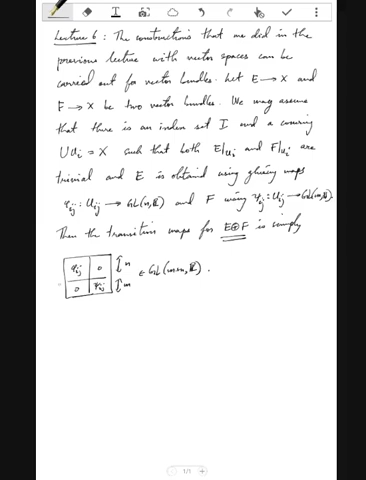 Lecture 6 : The constructions that we did in the
previous lecture with vector spaces can be
carried out for vector bundles. Let E → X and
F → X be two vector bundles. We may assume
that there is an index set I and a covering
∪Ui = X such that both E|Ui and F|Ui are
trivial and E is obtained using glueing maps
φij : Uij → GL(n,ℝ) and F using ψij : Uij → GL(m,ℝ).
Then the transition maps for E⊕F is simply
φij 0 ↕n
0 ψij ↕m ∈ GL(m+n, ℝ) .
1/1